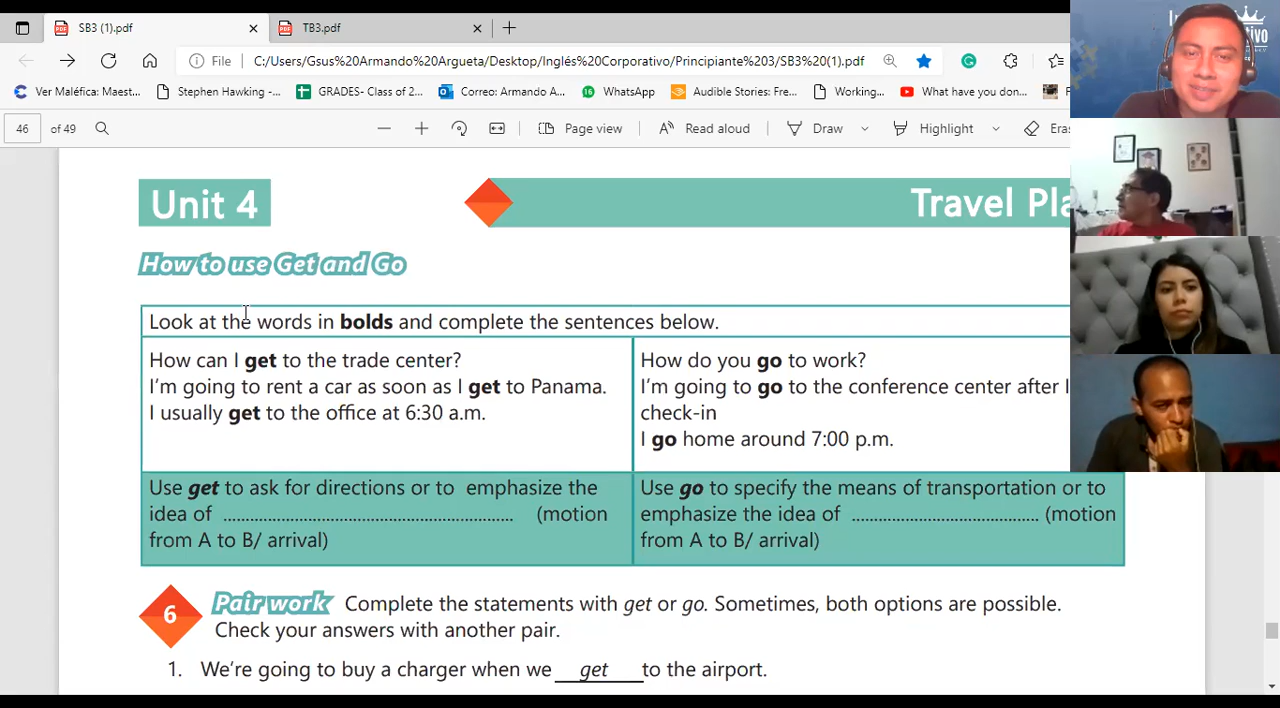 SB3 (1).pdf
TB3.pdf
File
C:/Users/Gsus%20Armando%20Argueta/Desktop/Ingles%20Corporativo/Principiante%203/SB3%20(1).pdf
Ver Maléfica: Maest...
Stephen Hawking -...
GRADES- Class of 2...
Correo: Armando A...
WhatsApp
Audible Stories: Fre...
Working...
What have you don...
46
of 49
Page view
Read aloud
Draw
Highlight
Unit 4
Travel
How to use Get and Go
Look at the words in bolds and complete the sentences below.
How can I get to the trade center?
I'm going to rent a car as soon as I get to Panama.
I usually get to the office at 6:30 a.m.
How do you go to work?
I'm going to go to the conference center after I
check-in
I go home around 7:00 p.m.
Use get to ask for directions or to emphasize the
idea of ........................................................ (motion
from A to B/ arrival)
Use go to specify the means of transportation or to
emphasize the idea of .................................... (motion
from A to B/ arrival)
6
Pair work Complete the statements with get or go. Sometimes, both options are possible.
Check your answers with another pair.
1. We're going to buy a charger when we get to the airport.